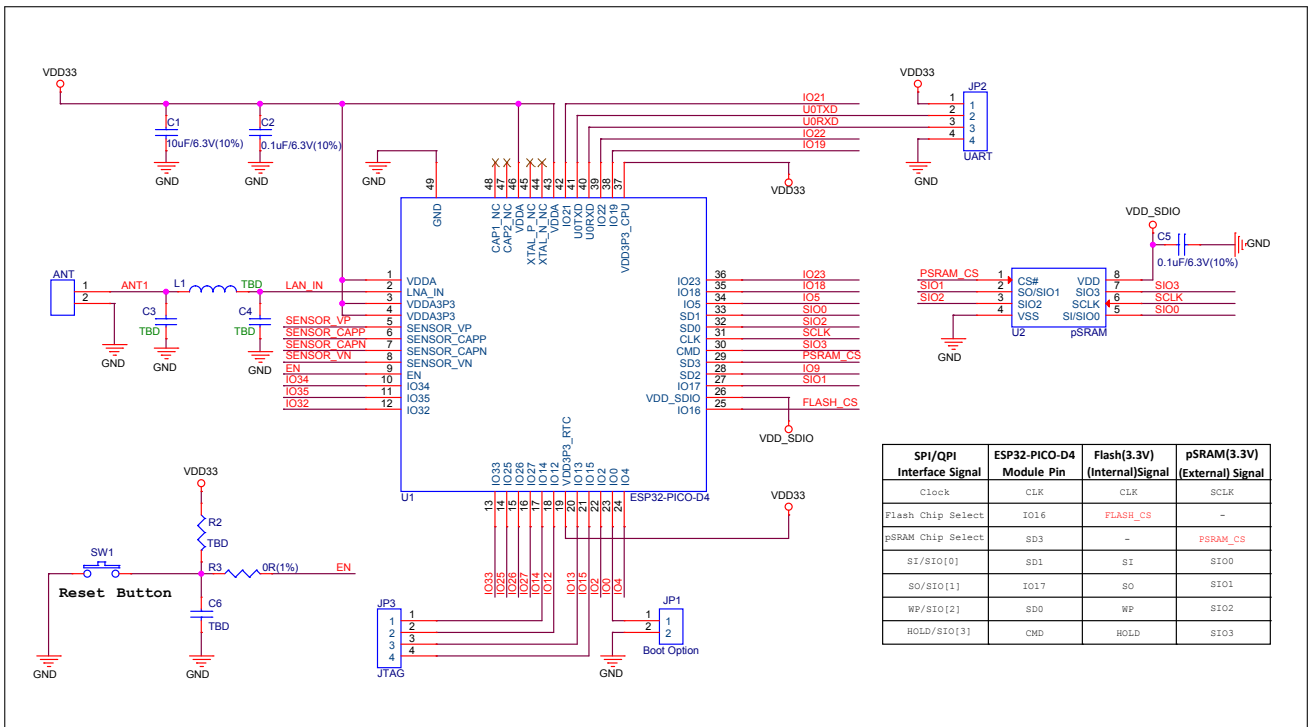 VDD33
C1
10uF/6.3V(10%)
GND
C2
0.1uF/6.3V(10%)
GND
GND
VDD33
IO21
U0TXD
U0RXD
IO22
IO19
VDD33
JP2
1 1
2 2
3 3
4 4
UART
GND
49
GND
48 CAP1_NC
47 CAP2_NC
46 VDDA
45 XTAL_P_NC
44 XTAL_N_NC
43 VDDA
42 IO21
41 U0TXD
40 U0RXD
39 IO22
38 IO19
37 VDD3P3_CPU
ANT
1
2
ANT1
L1
TBD
LAN_IN
C3
TBD
C4
TBD
GND
GND
GND
SENSOR_VP
SENSOR_CAPP
SENSOR_CAPN
SENSOR_VN
EN
IO34
IO35
IO32
1 VDDA
2 LNA_IN
3 VDDA3P3
4 VDDA3P3
5 SENSOR_VP
6 SENSOR_CAPP
7 SENSOR_CAPN
8 SENSOR_VN
9 EN
10 IO34
11 IO35
12 IO32
IO23 36 IO23
IO18 35 IO18
IO5 34 IO5
SD1 33 SIO0
SD0 32 SIO2
CLK 31 SCLK
CMD 30 SIO3
SD3 29 PSRAM_CS
SD2 28 IO9
IO17 27 SIO1
VDD_SDIO 26
IO16 25 FLASH_CS
VDD_SDIO
U1
ESP32-PICO-D4
IO33 13 IO33
IO25 14 IO25
IO26 15 IO26
IO27 16 IO27
IO14 17 IO14
IO12 18 IO12
VDD3P3_RTC 19
IO13 20 IO13
IO15 21 IO15
IO2 22 IO2
IO0 23 IO0
IO4 24 IO4
VDD33
VDD_SDIO
C5
0.1uF/6.3V(10%)
GND
PSRAM_CS 1 CS#
SIO1 2 SO/SIO1
SIO2 3 SIO2
4 VSS
VDD 8
SIO3 7 SIO3
SCLK 6 SCLK
SI/SIO0 5 SIO0
U2
pSRAM
GND
VDD33
R2
TBD
SW1
Reset Button
R3
0R(1%)
EN
C6
TBD
GND
GND
JP3
1 1
2 2
3 3
4 4
JTAG
JP1
1 1
2 2
Boot Option
GND
SPI/QPI Interface Signal ESP32-PICO-D4 Module Pin Flash(3.3V) (Internal)Signal pSRAM(3.3V) (External) Signal
Clock CLK CLK SCLK
Flash Chip Select IO16 FLASH_CS -
pSRAM Chip Select SD3 - PSRAM_CS
SI/SIO[0] SD1 SI SIO0
SO/SIO[1] IO17 SO SIO1
WP/SIO[2] SD0 WP SIO2
HOLD/SIO[3] CMD HOLD SIO3